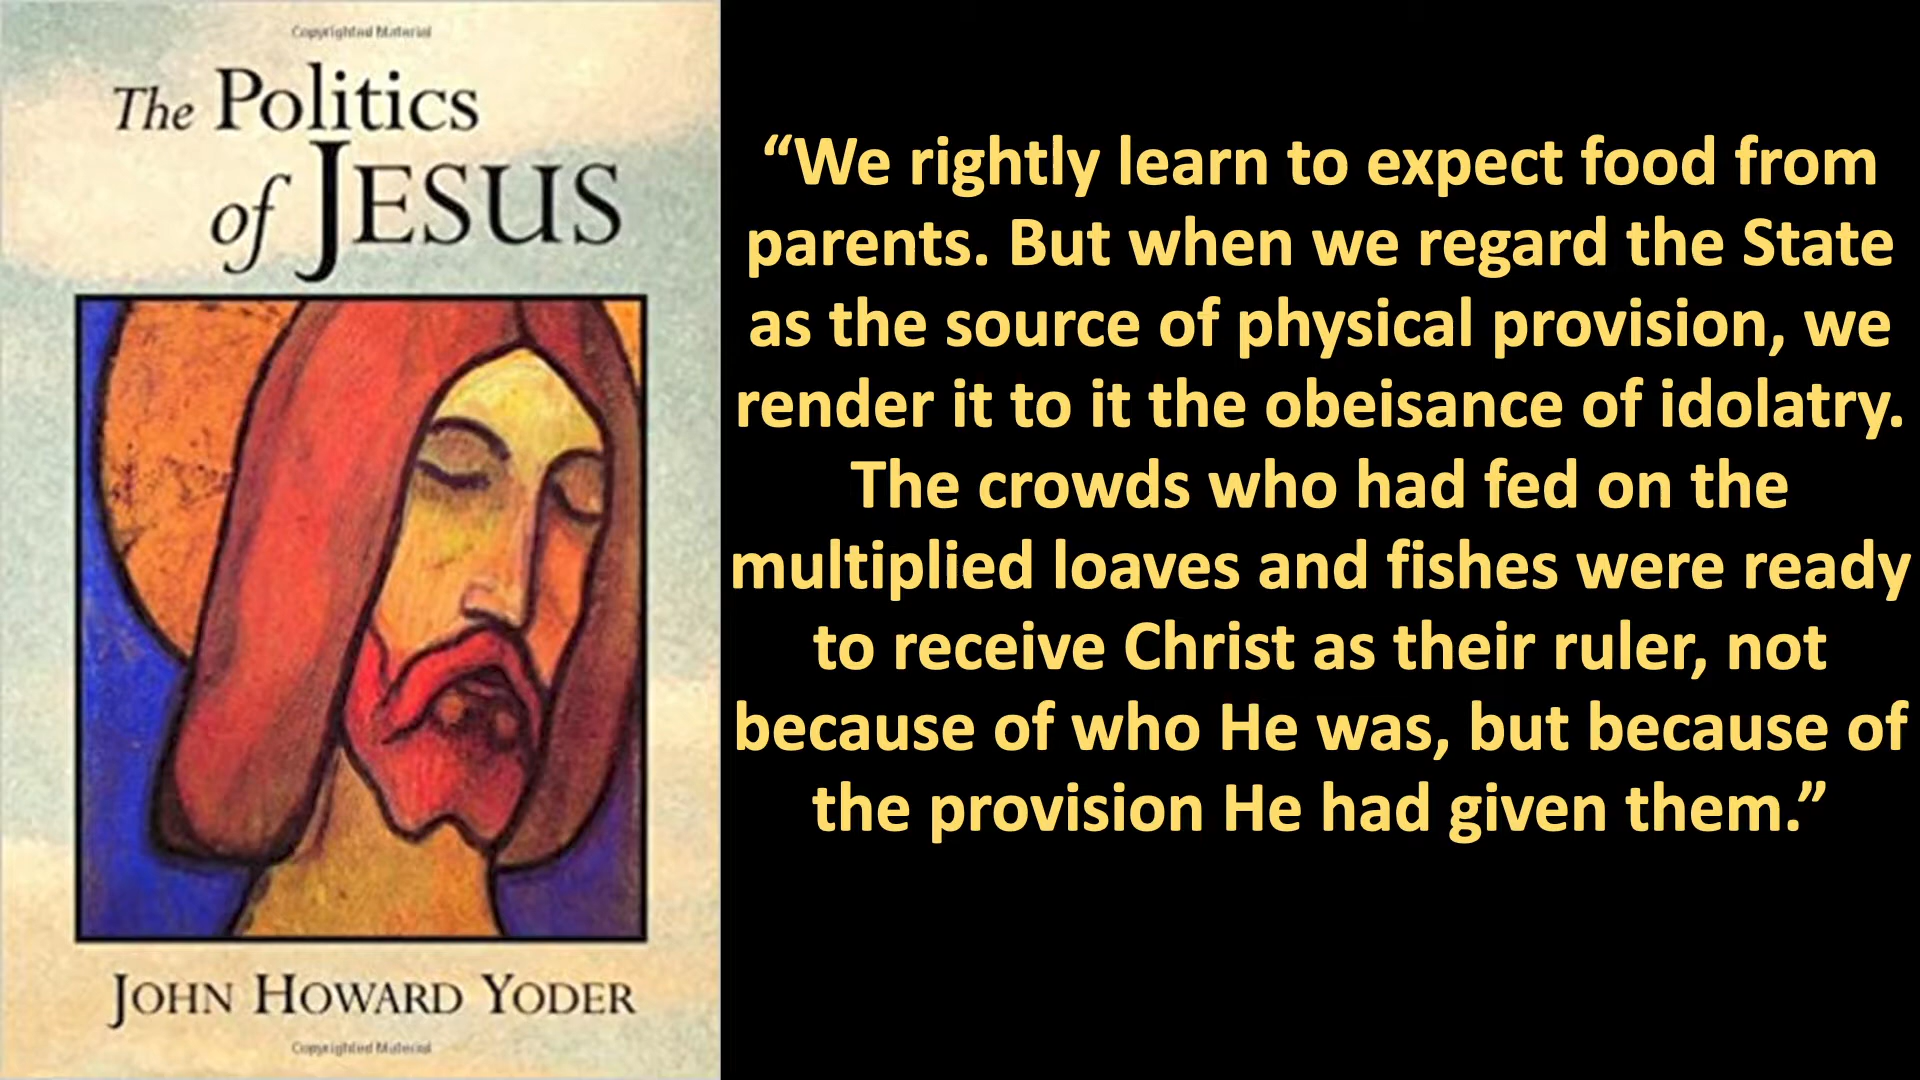 Copyrighted Material
The Politics
of JESUS
JOHN HOWARD YODER
Copyrighted Material
“We rightly learn to expect food from
parents. But when we regard the State
as the source of physical provision, we
render it to it the obeisance of idolatry.
The crowds who had fed on the
multiplied loaves and fishes were ready
to receive Christ as their ruler, not
because of who He was, but because of
the provision He had given them.”